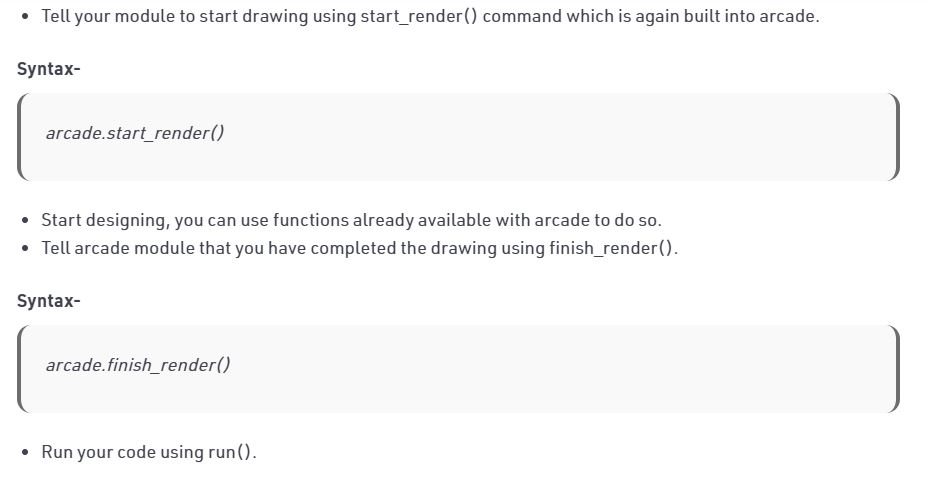 • Tell your module to start drawing using start_render() command which is again built into arcade.
Syntax-
arcade.start_render()
• Start designing, you can use functions already available with arcade to do so.
• Tell arcade module that you have completed the drawing using finish_render().
Syntax-
arcade.finish_render()
• Run your code using run().